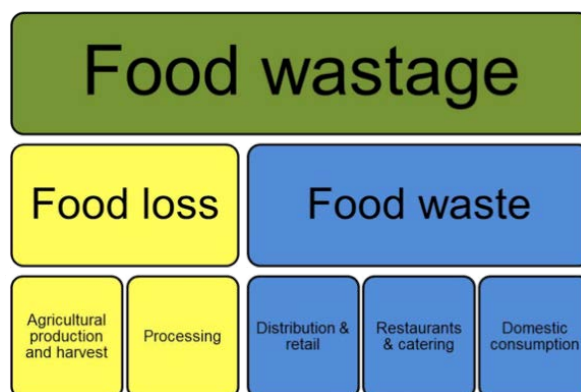 Food wastage
Food loss
Food waste
Agricultural
production
and harvest
Processing
Distribution &
retail
Restaurants
& catering
Domestic
consumption